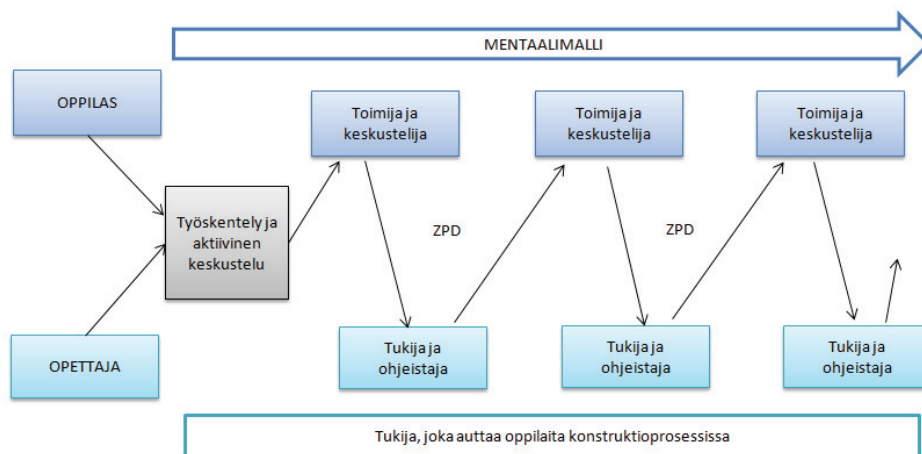 MENTAALIMALLI
OPPILAS
Toimija ja
keskustelija
Toimija ja
keskustelija
Toimija ja
keskustelija
Työskentely ja
aktiivinen
keskustelu
ZPD
ZPD
OPETTAJA
Tukija ja
ohjeistaja
Tukija ja
ohjeistaja
Tukija ja
ohjeistaja
Tukija, joka auttaa oppilaita konstruktioprosessissa